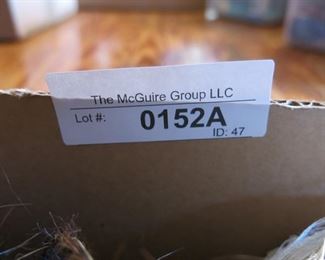 The McGuire Group LLC
Lot #: 0152A
ID: 47